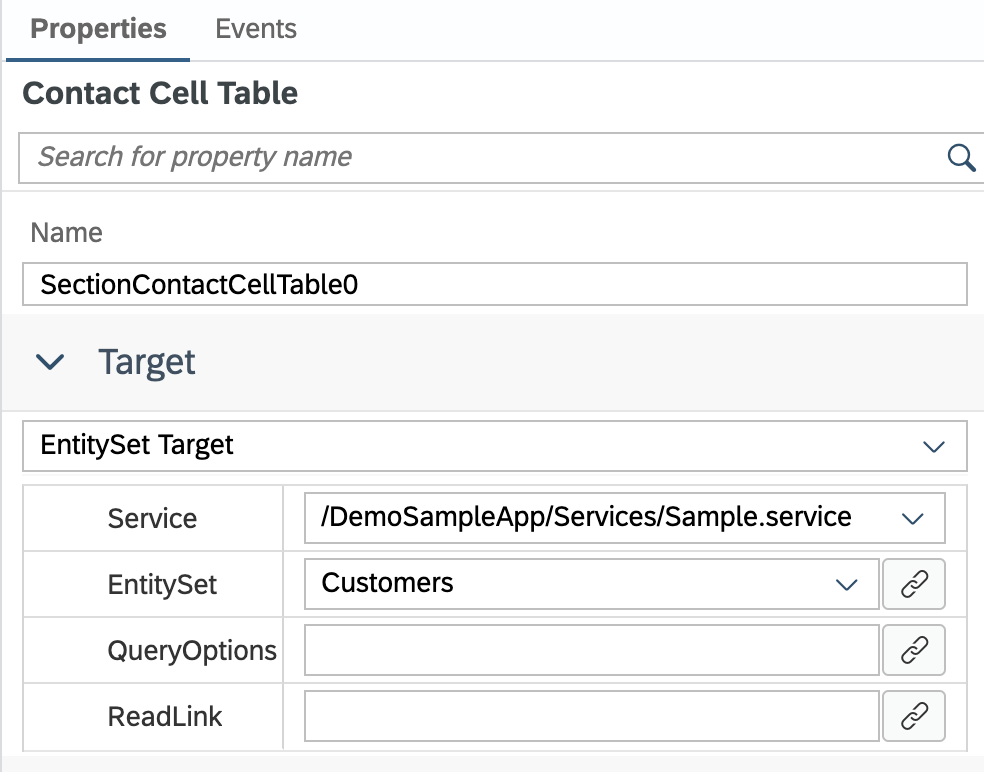 Properties Events
Contact Cell Table
Search for property name
Name
SectionContactCellTable0
Target
EntitySet Target
Service /DemoSampleApp/Services/Sample.service
EntitySet Customers
QueryOptions
ReadLink